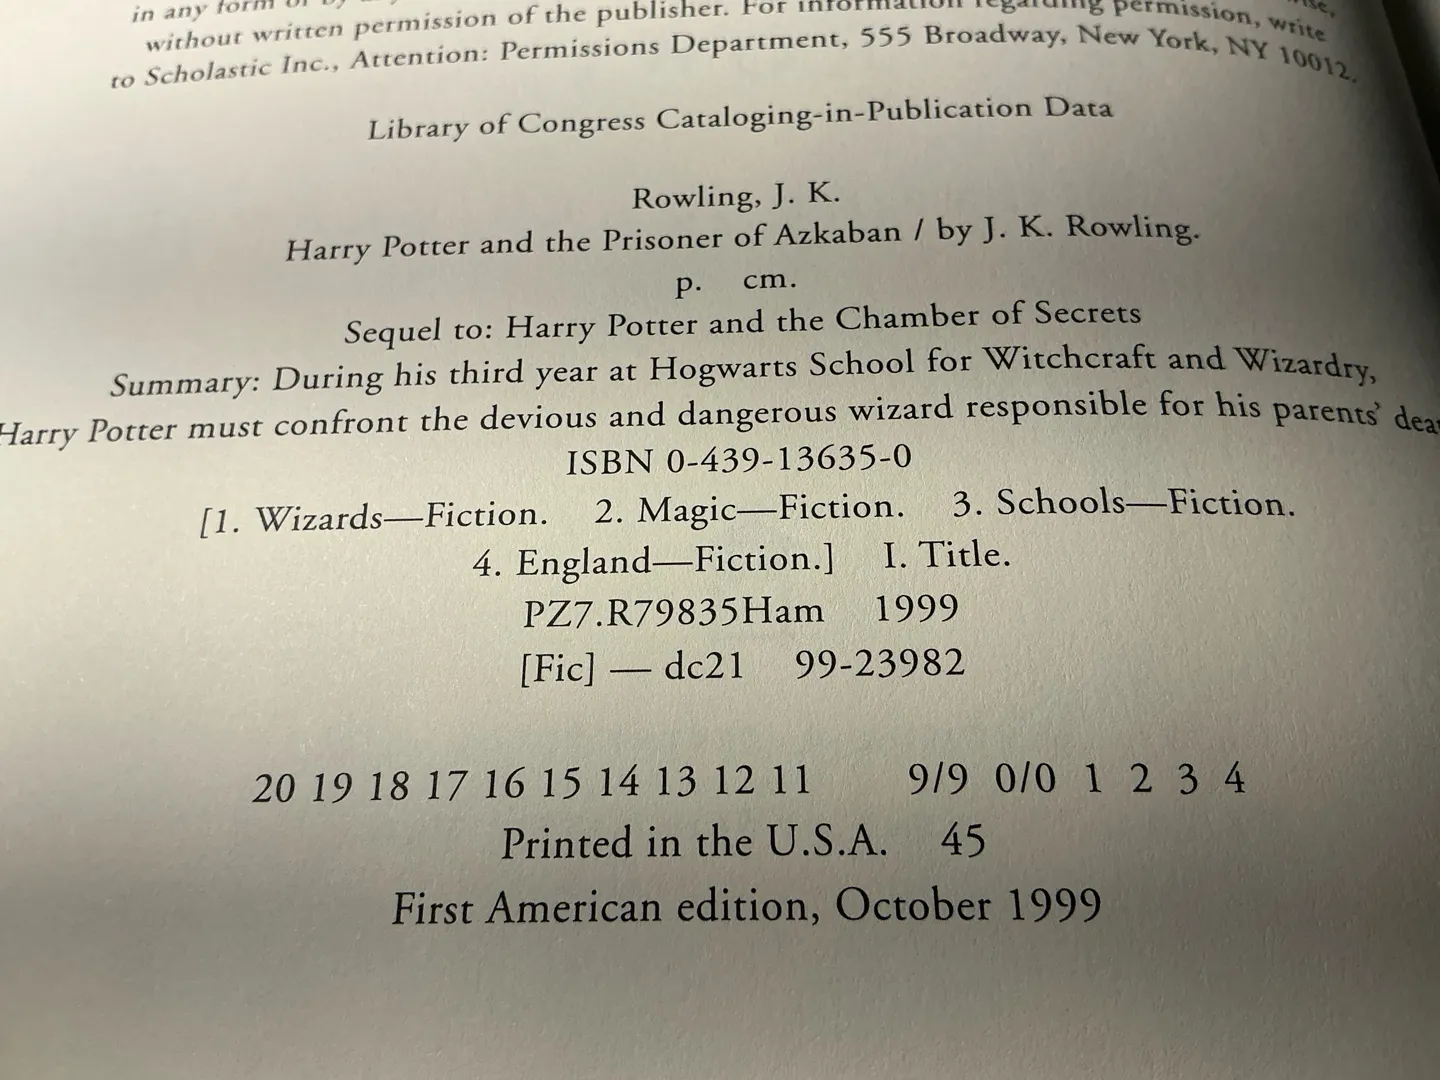 in any form or by any
without written permission of the publisher. For information regarding permission, write
to Scholastic Inc., Attention: Permissions Department, 555 Broadway, New York, NY 10012.
Library of Congress Cataloging-in-Publication Data
Rowling, J. K.
Harry Potter and the Prisoner of Azkaban / by J. K. Rowling.
p. cm.
Sequel to: Harry Potter and the Chamber of Secrets
Summary: During his third year at Hogwarts School for Witchcraft and Wizardry,
Harry Potter must confront the devious and dangerous wizard responsible for his parents'
ISBN 0-439-13635-0
[1. Wizards—Fiction. 2. Magic—Fiction. 3. Schools—Fiction.
4. England—Fiction.] I. Title.
PZ7.R79835Ham 1999
[Fic] — dc21 99-23982
20 19 18 17 16 15 14 13 12 11 9/9 0/0 1 2 3 4
Printed in the U.S.A. 45
First American edition, October 1999